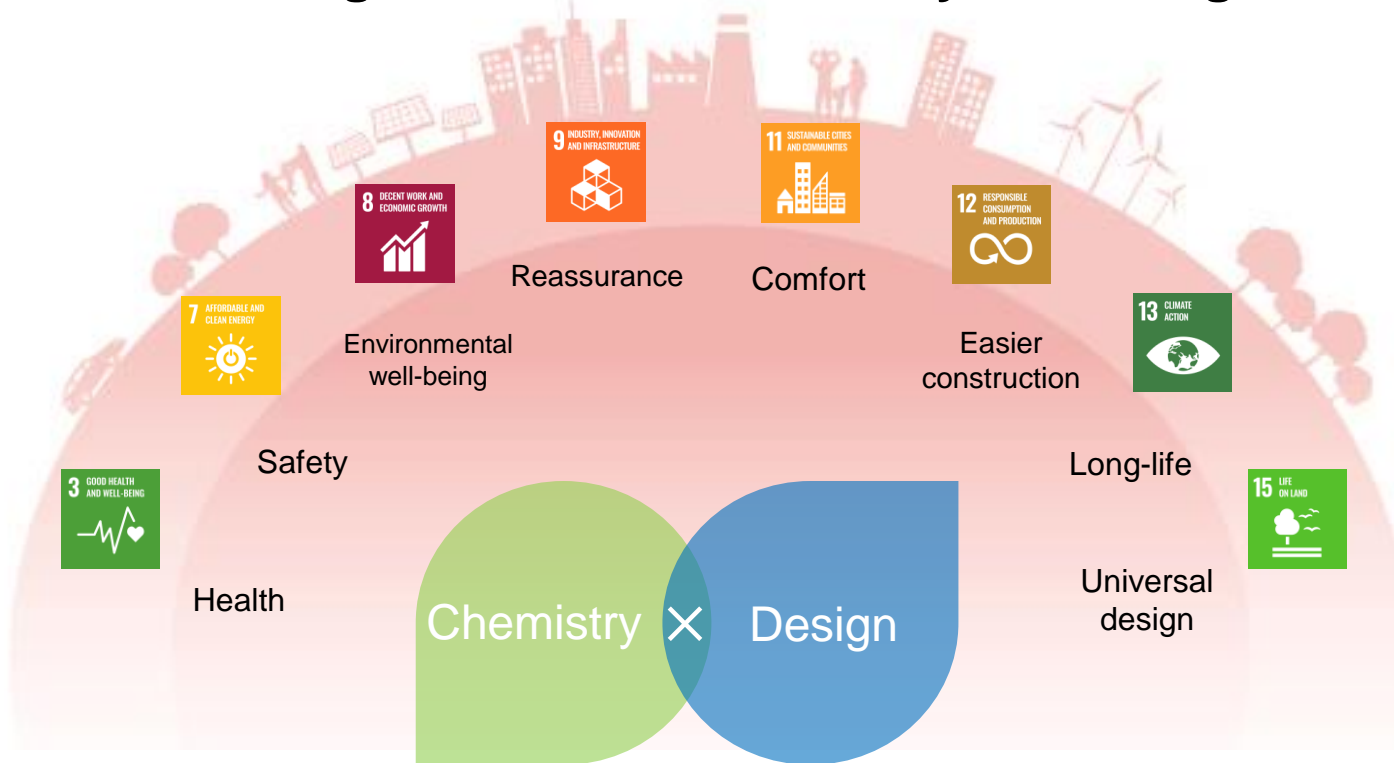 9 INDUSTRY, INNOVATION
AND INFRASTRUCTURE
11 SUSTAINABLE CITIES
AND COMMUNITIES
8 DECENT WORK AND
ECONOMIC GROWTH
12 RESPONSIBLE
CONSUMPTION
AND PRODUCTION
Reassurance
Comfort
7 AFFORDABLE AND
CLEAN ENERGY
13 CLIMATE
ACTION
Environmental
well-being
Easier
construction
Safety
Long-life
3 GOOD HEALTH
AND WELL-BEING
15 LIFE
ON LAND
Health
Universal
design
Chemistry × Design